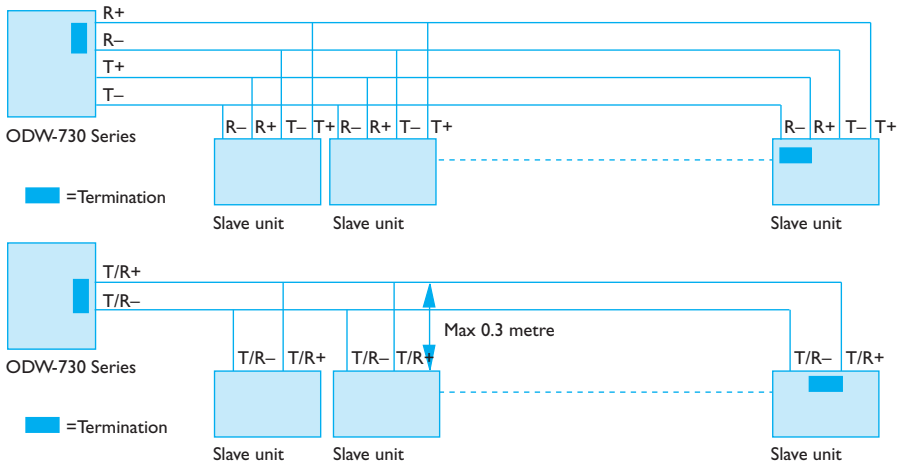 R+
R–
T+
T–
R– R+ T– T+ R– R+ T– T+ R– R+ T– T+
ODW-730 Series
=Termination
Slave unit Slave unit Slave unit
T/R+
T/R–
Max 0.3 metre
T/R– T/R+ T/R– T/R+ T/R– T/R+
ODW-730 Series
=Termination
Slave unit Slave unit Slave unit